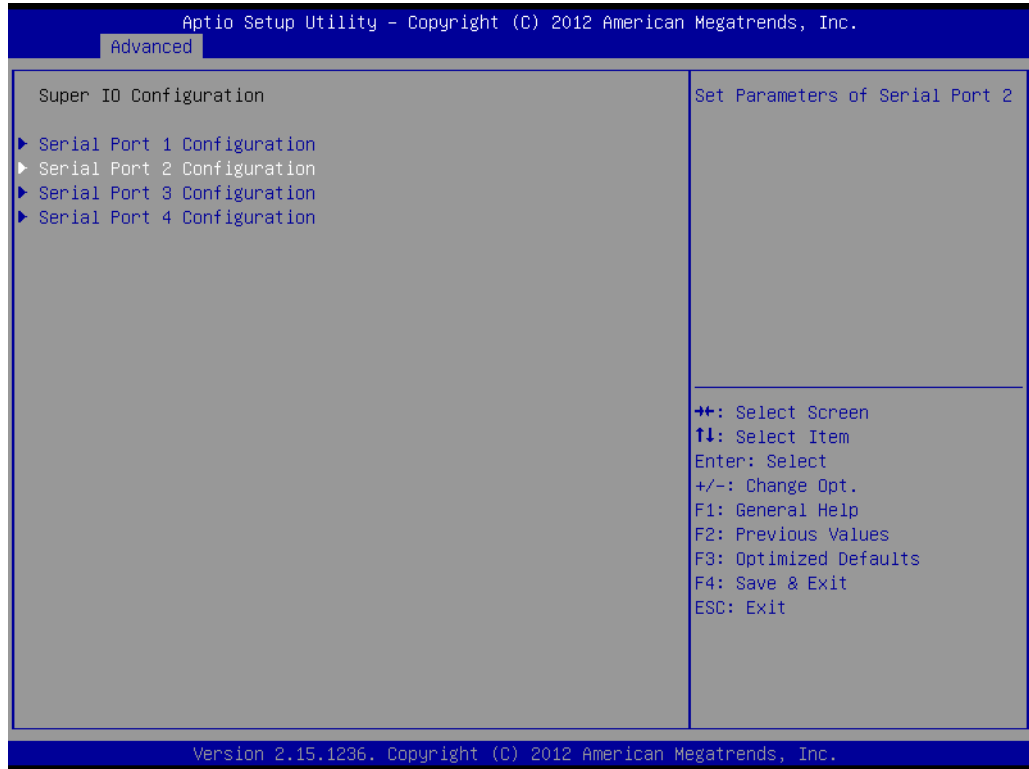 Aptio Setup Utility – Copyright (C) 2012 American Megatrends, Inc.
Advanced
Super IO Configuration
Serial Port 1 Configuration
Serial Port 2 Configuration
Serial Port 3 Configuration
Serial Port 4 Configuration
Set Parameters of Serial Port 2
→←: Select Screen
↑↓: Select Item
Enter: Select
+/-: Change Opt.
F1: General Help
F2: Previous Values
F3: Optimized Defaults
F4: Save & Exit
ESC: Exit
Version 2.15.1236. Copyright (C) 2012 American Megatrends, Inc.